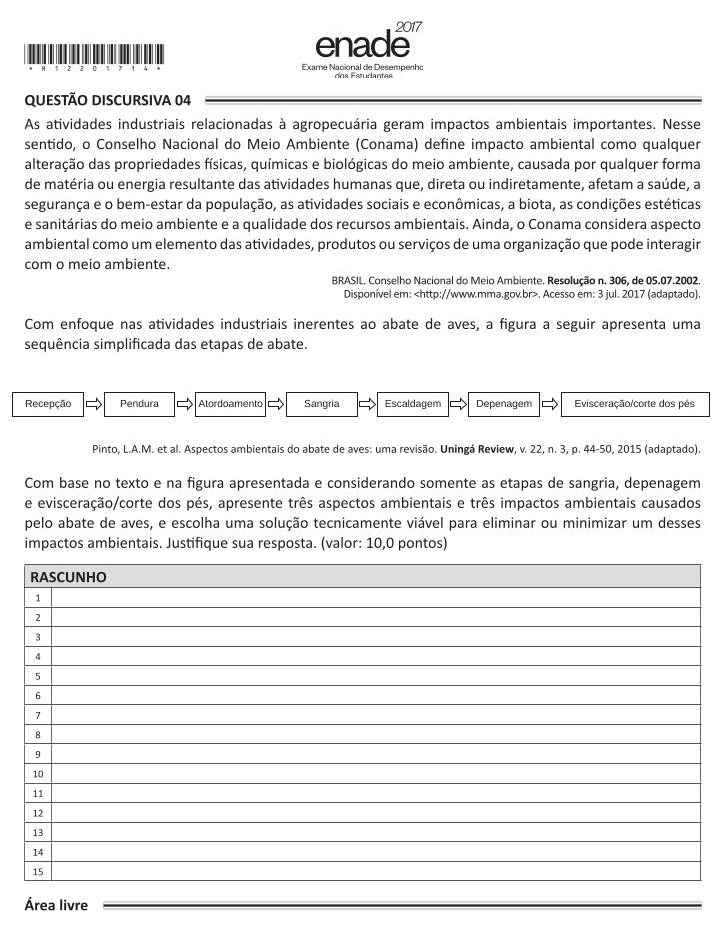 2017
enade
Exame Nacional de Desempenho
dos Estudantes
* R 1 2 2 0 1 7 1 4 *
QUESTÃO DISCURSIVA 04
As atividades industriais relacionadas à agropecuária geram impactos ambientais importantes. Nesse
sentido, o Conselho Nacional do Meio Ambiente (Conama) define impacto ambiental como qualquer
alteração das propriedades físicas, químicas e biológicas do meio ambiente, causada por qualquer forma
de matéria ou energia resultante das atividades humanas que, direta ou indiretamente, afetam a saúde, a
segurança e o bem-estar da população, as atividades sociais e econômicas, a biota, as condições estéticas
e sanitárias do meio ambiente e a qualidade dos recursos ambientais. Ainda, o Conama considera aspecto
ambiental como um elemento das atividades, produtos ou serviços de uma organização que pode interagir
com o meio ambiente.
BRASIL. Conselho Nacional do Meio Ambiente. Resolução n. 306, de 05.07.2002.
Disponível em: <http://www.mma.gov.br>. Acesso em: 3 jul. 2017 (adaptado).
Com enfoque nas atividades industriais inerentes ao abate de aves, a figura a seguir apresenta uma
sequência simplificada das etapas de abate.
Recepção Pendura Atordoamento Sangria Escaldagem Depenagem Evisceração/corte dos pés
Pinto, L.A.M. et al. Aspectos ambientais do abate de aves: uma revisão. Uningá Review, v. 22, n. 3, p. 44-50, 2015 (adaptado).
Com base no texto e na figura apresentada e considerando somente as etapas de sangria, depenagem
e evisceração/corte dos pés, apresente três aspectos ambientais e três impactos ambientais causados
pelo abate de aves, e escolha uma solução tecnicamente viável para eliminar ou minimizar um desses
impactos ambientais. Justifique sua resposta. (valor: 10,0 pontos)
RASCUNHO
1
2
3
4
5
6
7
8
9
10
11
12
13
14
15
Área livre